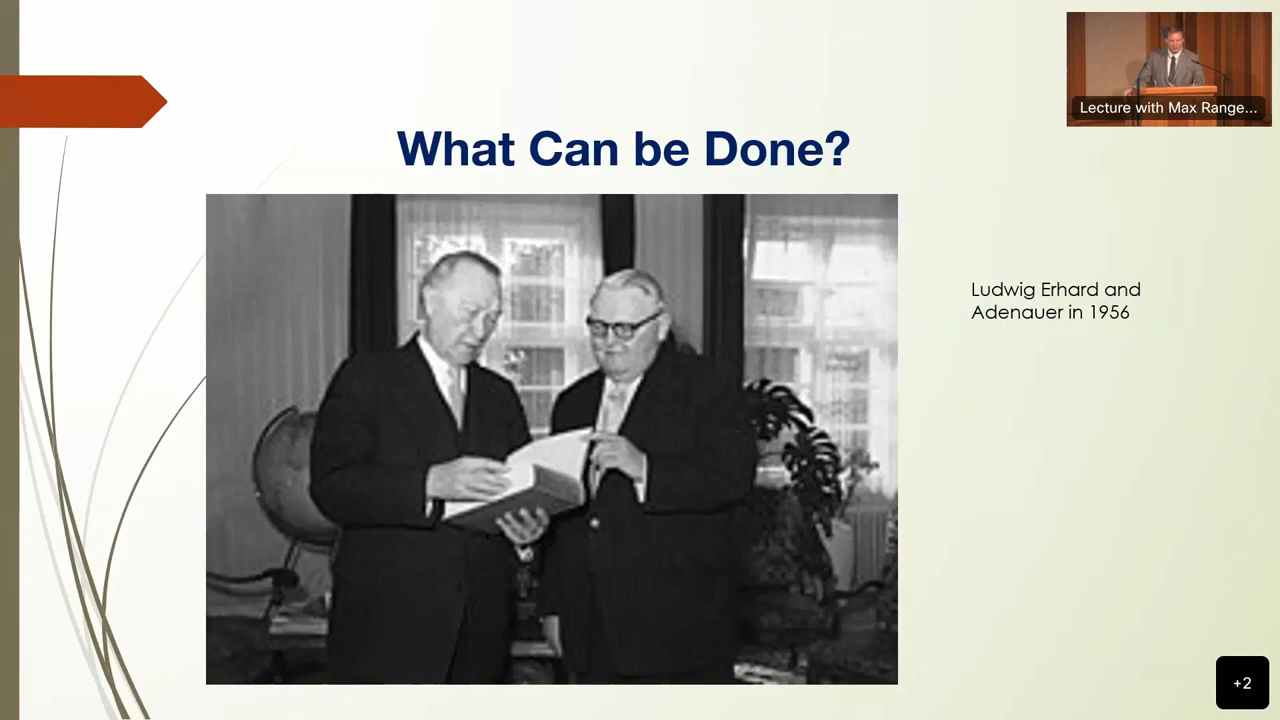 Lecture with Max Range...
What Can be Done?
Ludwig Erhard and
Adenauer in 1956
+2